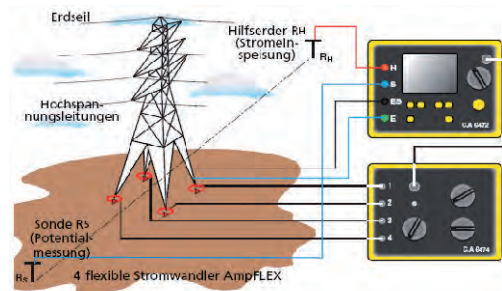 Erdseil
Hilfserder RH
(Stromein-
speisung)
RH
Hochspan-
nungsleitungen
H
S
ES
E
C.A 6472
1
2
3
4
C.A 6474
Sonde RS
(Potential-
messung)
RS
4 flexible Stromwandler AmpFLEX